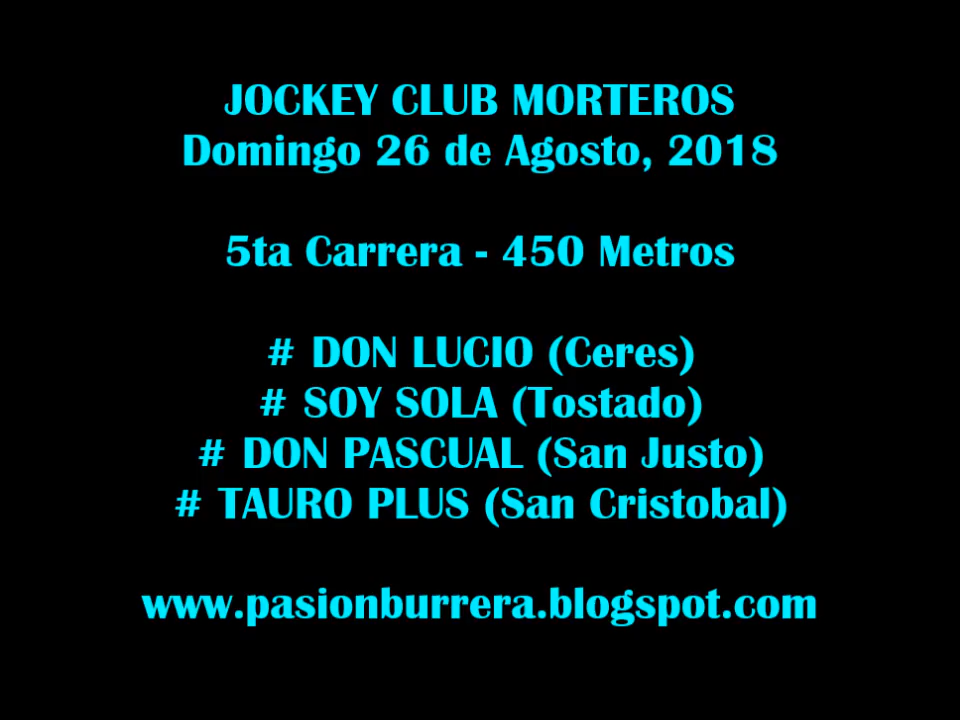 JOCKEY CLUB MORTEROS
Domingo 26 de Agosto, 2018
5ta Carrera - 450 Metros
# DON LUCIO (Ceres)
# SOY SOLA (Tostado)
# DON PASCUAL (San Justo)
# TAURO PLUS (San Cristobal)
www.pasionburrera.blogspot.com